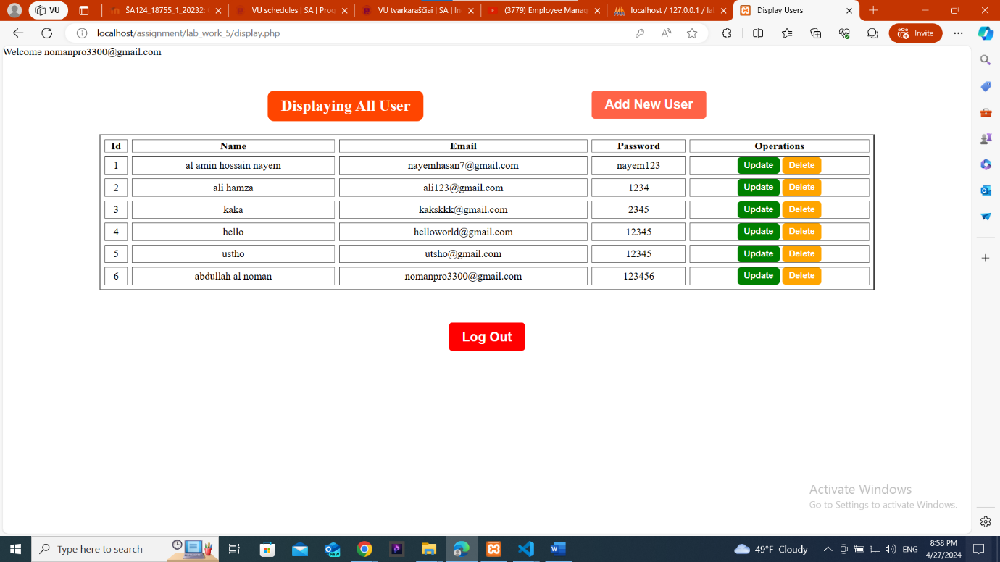 VU
ŠA124_18755_1_20232:
VU schedules | SA | Prog
VU tvarkaraščiai | SA | In
(3779) Employee Manag
localhost / 127.0.0.1 / la
Display Users
localhost/assignment/lab_work_5/display.php
Invite
Welcome nomanpro3300@gmail.com
Displaying All User
Add New User
Id Name Email Password Operations
1 al amin hossain nayem nayemhasan7@gmail.com nayem123 Update Delete
2 ali hamza ali123@gmail.com 1234 Update Delete
3 kaka kakskkk@gmail.com 2345 Update Delete
4 hello helloworld@gmail.com 12345 Update Delete
5 ustho utsho@gmail.com 12345 Update Delete
6 abdullah al noman nomanpro3300@gmail.com 123456 Update Delete
Log Out
Activate Windows
Go to Settings to activate Windows.
Type here to search
NEW
49°F Cloudy
ENG
8:58 PM
4/27/2024